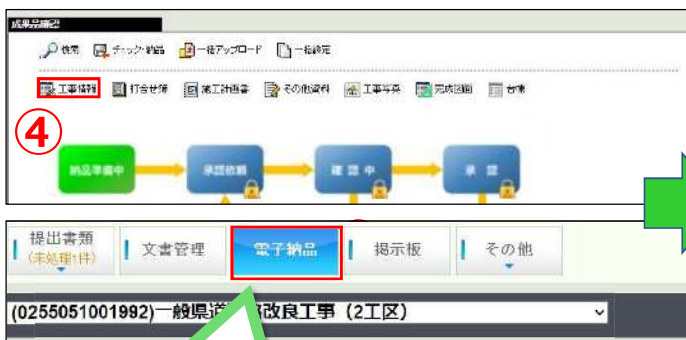 成果品確認
検索 チェック・納品 一括アップロード 一括設定
工事情報 打合せ簿 施工計画書 その他資料 工事写真 完成図面 台帳
④
納品準備中 承認依頼 確認中 承認
提出書類 文書管理 電子納品 掲示板 その他
(未処理:1件)
(0255051001992)一般県道 改良工事（2工区）